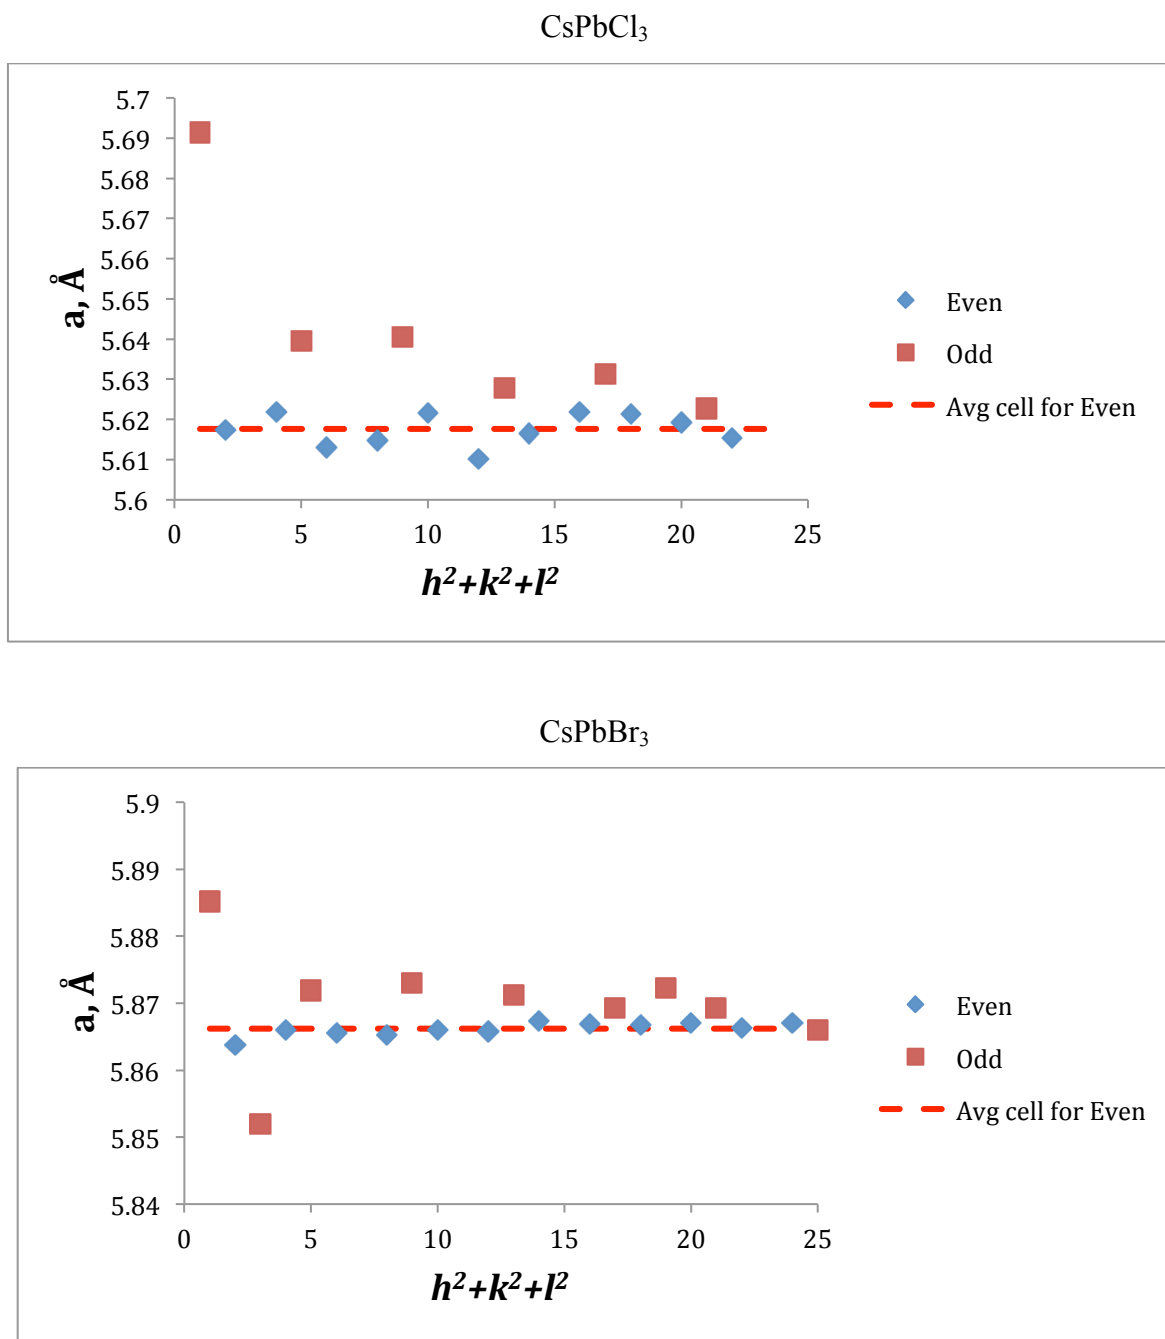 CsPbCl₃
5.7
5.69
5.68
5.67
5.66
5.65
5.64
5.63
5.62
5.61
5.6
a, Å
0 5 10 15 20 25
h²+k²+l²
Even
Odd
Avg cell for Even
CsPbBr₃
5.9
5.89
5.88
5.87
5.86
5.85
5.84
a, Å
0 5 10 15 20 25
h²+k²+l²
Even
Odd
Avg cell for Even